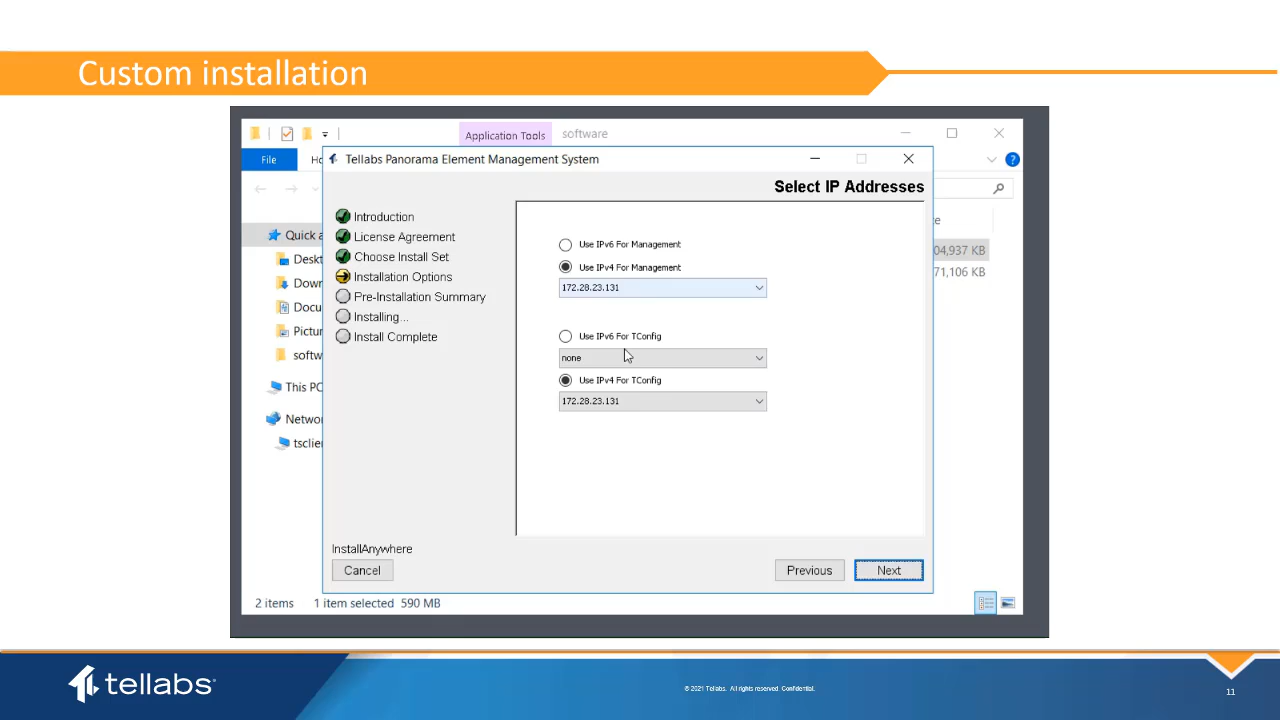 Custom installation
Application Tools
software
File
Ho
?
Tellabs Panorama Element Management System
Select IP Addresses
Introduction
License Agreement
Choose Install Set
Installation Options
Pre-Installation Summary
Installing...
Install Complete
Use IPv6 For Management
Use IPv4 For Management
172.28.23.131
Use IPv6 For TConfig
none
Use IPv4 For TConfig
172.28.23.131
Quick a
Deskt
Down
Docu
Pictur
softw
This PC
Networ
tsclien
e
04,937 KB
71,106 KB
InstallAnywhere
Cancel
Previous
Next
2 items 1 item selected 590 MB
tellabs
© 2021 Tellabs. All rights reserved. Confidential.
11